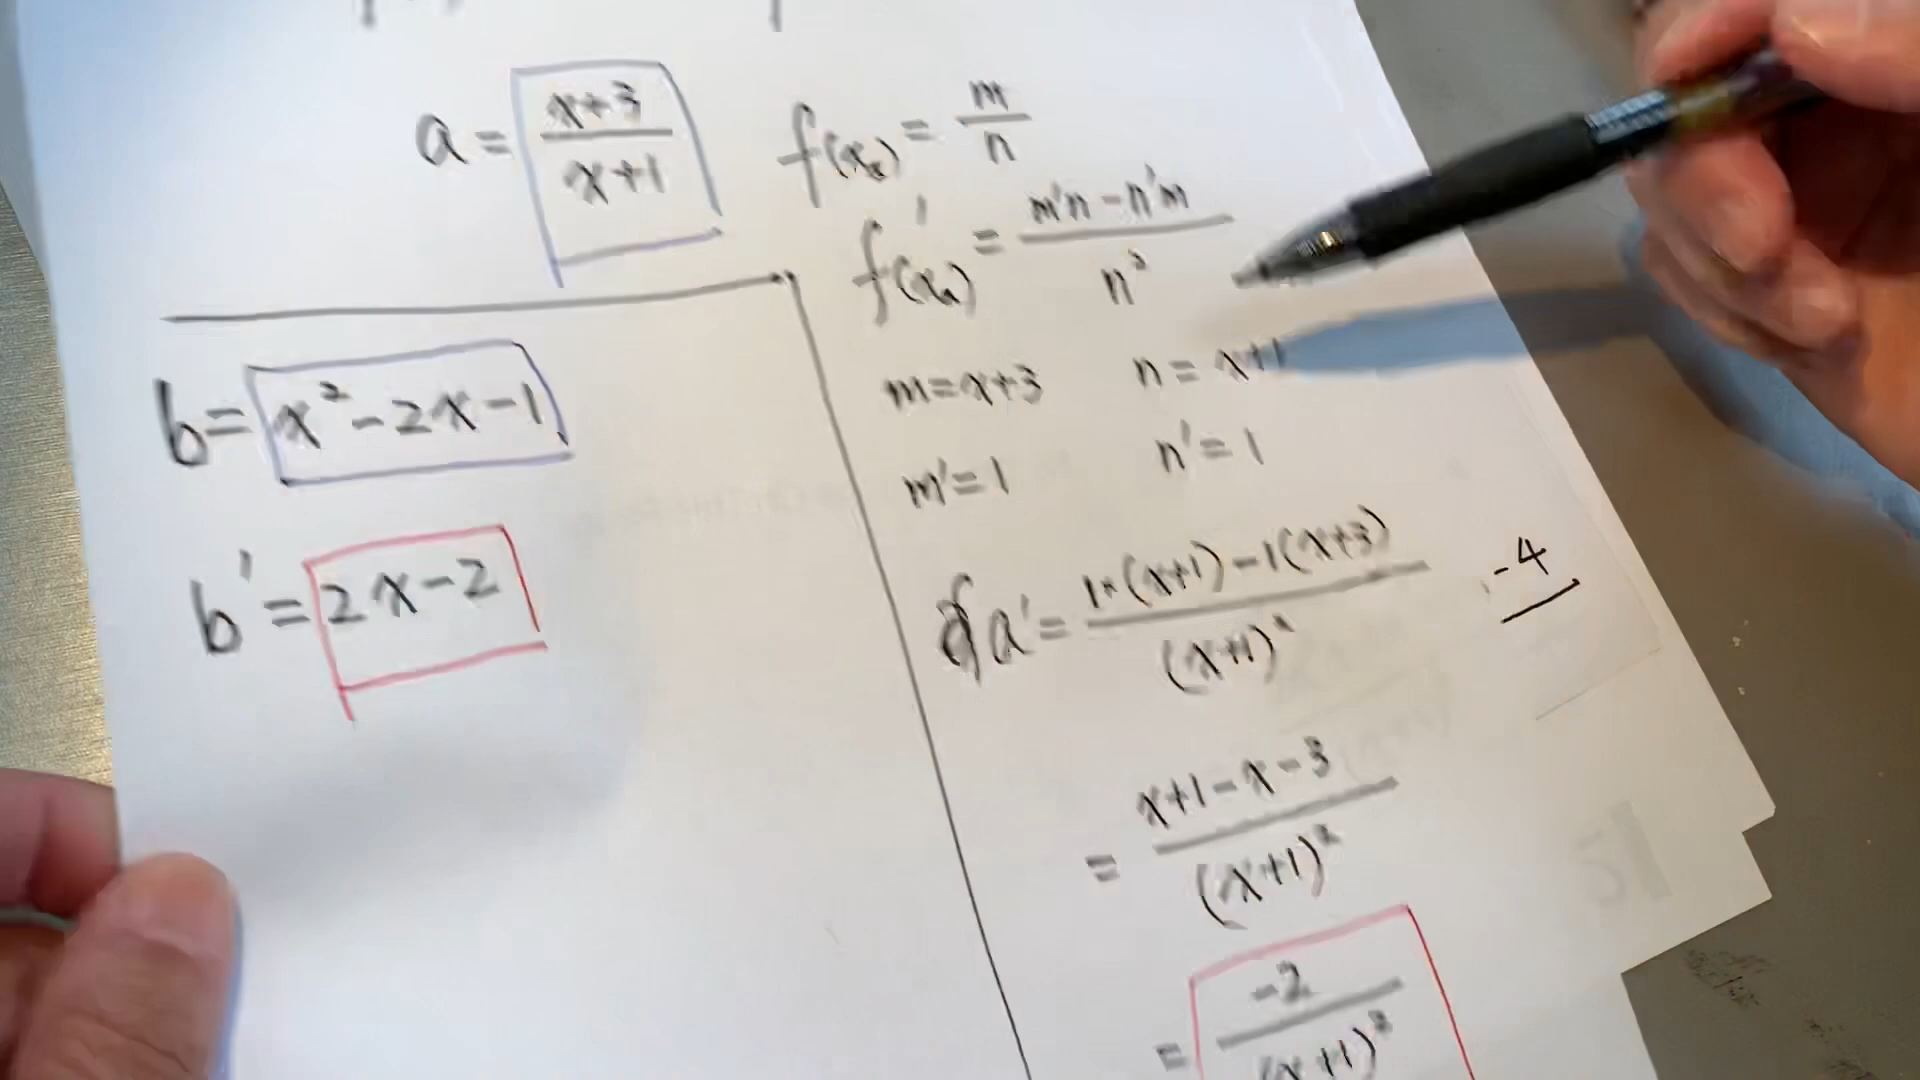 a = x+3/x+1
f(x) = m/n
f'(x) = m'n - n'm/n²
b = x² - 2x - 1
m = x+3 n = x+1
m' = 1 n' = 1
b' = 2x - 2
a' = 1·(x+1) - 1(x+3)/(x+1)²
-4
= x+1-x-3/(x+1)²
= -2/(x+1)²